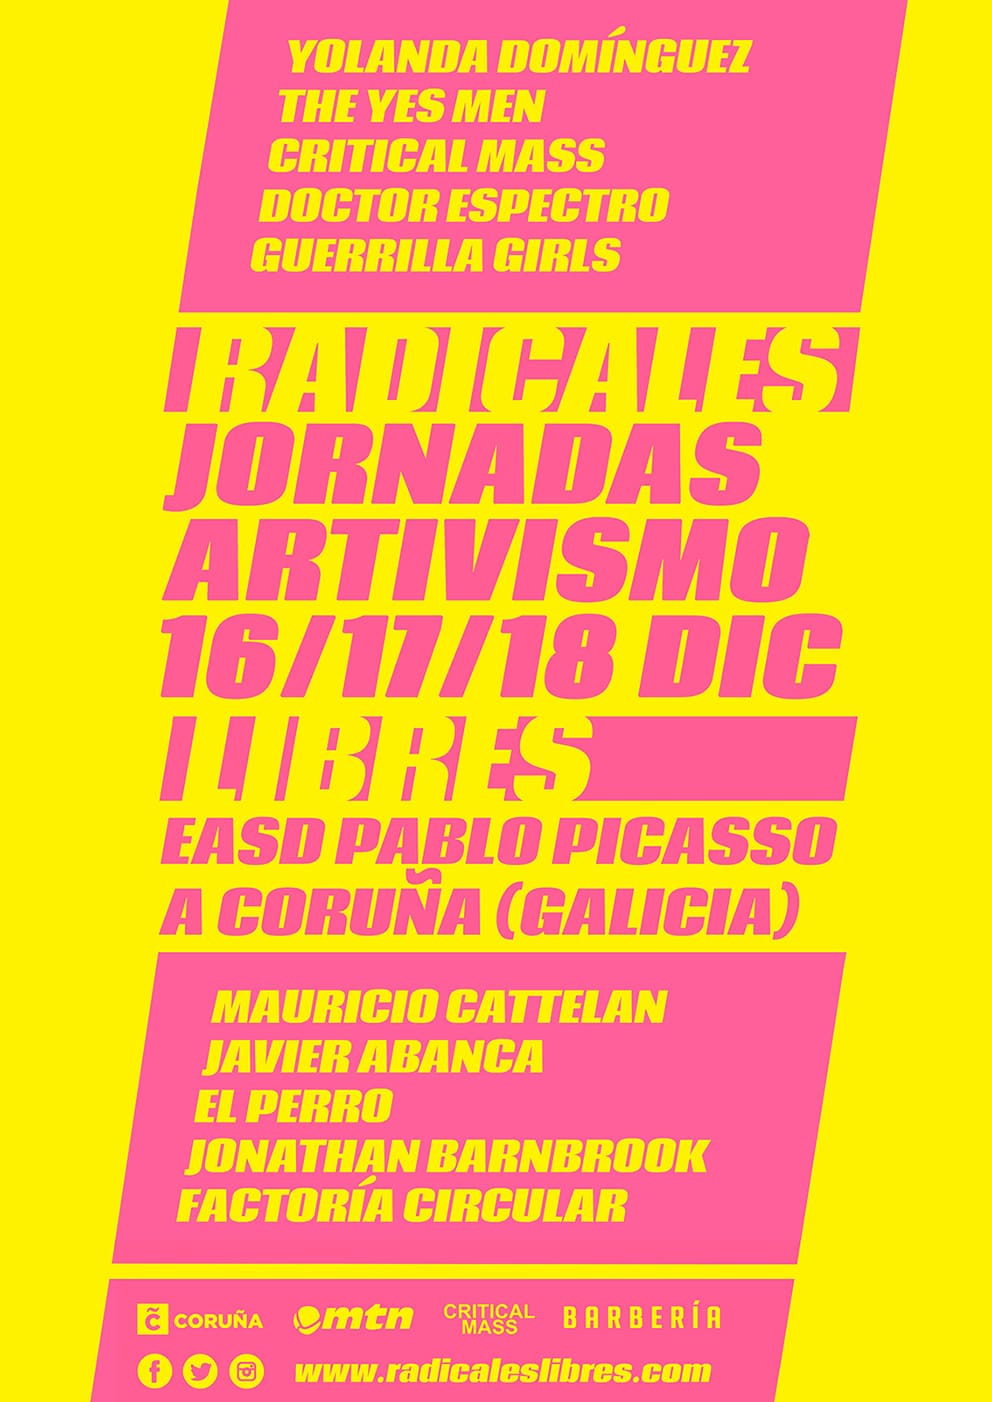 YOLANDA DOMÍNGUEZ
THE YES MEN
CRITICAL MASS
DOCTOR ESPECTRO
GUERRILLA GIRLS
RADICALES
JORNADAS
ARTIVISMO
16/17/18 DIC
LIBRES
EASD PABLO PICASSO
A CORUÑA (GALICIA)
MAURICIO CATTELAN
JAVIER ABANCA
EL PERRO
JONATHAN BARNBROOK
FACTORÍA CIRCULAR
CORUÑA mtn CRITICAL MASS BARBERÍA
www.radicaleslibres.com